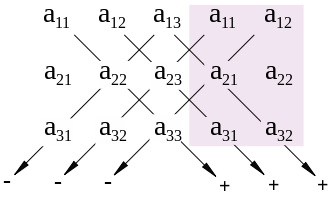 a11 a12 a13 a11 a12
a21 a22 a23 a21 a22
a31 a32 a33 a31 a32
- - - + + +